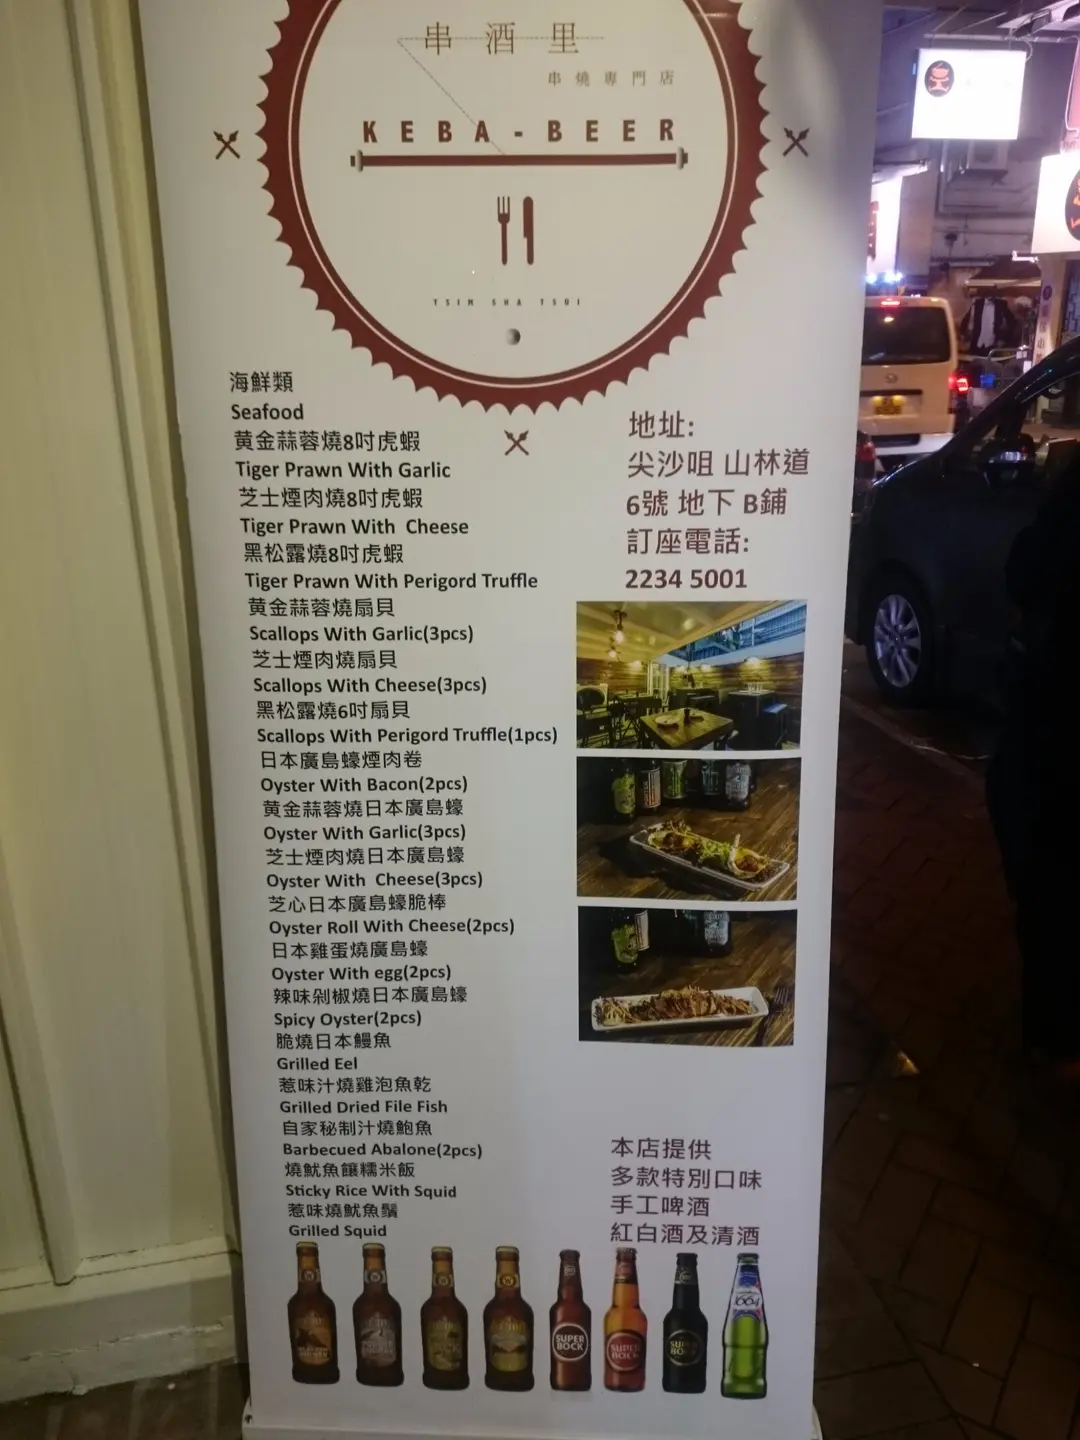 串酒里
串燒專門店
KEBA-BEER
TSIM SHA TSUI
海鮮類
Seafood
黃金蒜蓉燒8吋虎蝦
Tiger Prawn With Garlic
芝士煙肉燒8吋虎蝦
Tiger Prawn With Cheese
黑松露燒8吋虎蝦
Tiger Prawn With Perigord Truffle
黃金蒜蓉燒扇貝
Scallops With Garlic(3pcs)
芝士煙肉燒扇貝
Scallops With Cheese(3pcs)
黑松露燒6吋扇貝
Scallops With Perigord Truffle(1pcs)
日本廣島蠔煙肉卷
Oyster With Bacon(2pcs)
黃金蒜蓉燒日本廣島蠔
Oyster With Garlic(3pcs)
芝士煙肉燒日本廣島蠔
Oyster With Cheese(3pcs)
芝心日本廣島蠔脆棒
Oyster Roll With Cheese(2pcs)
日本雞蛋燒廣島蠔
Oyster With egg(2pcs)
辣味剁椒燒日本廣島蠔
Spicy Oyster(2pcs)
脆燒日本鰻魚
Grilled Eel
惹味汁燒雞泡魚乾
Grilled Dried File Fish
自家秘制汁燒鮑魚
Barbecued Abalone(2pcs)
燒魷魚釀糯米飯
Sticky Rice With Squid
惹味燒魷魚鬚
Grilled Squid
地址:
尖沙咀 山林道
6號 地下 B鋪
訂座電話:
2234 5001
本店提供
多款特別口味
手工啤酒
紅白酒及清酒
SUPER BOCK
SUPER BOCK
SUPER BOCK
1664